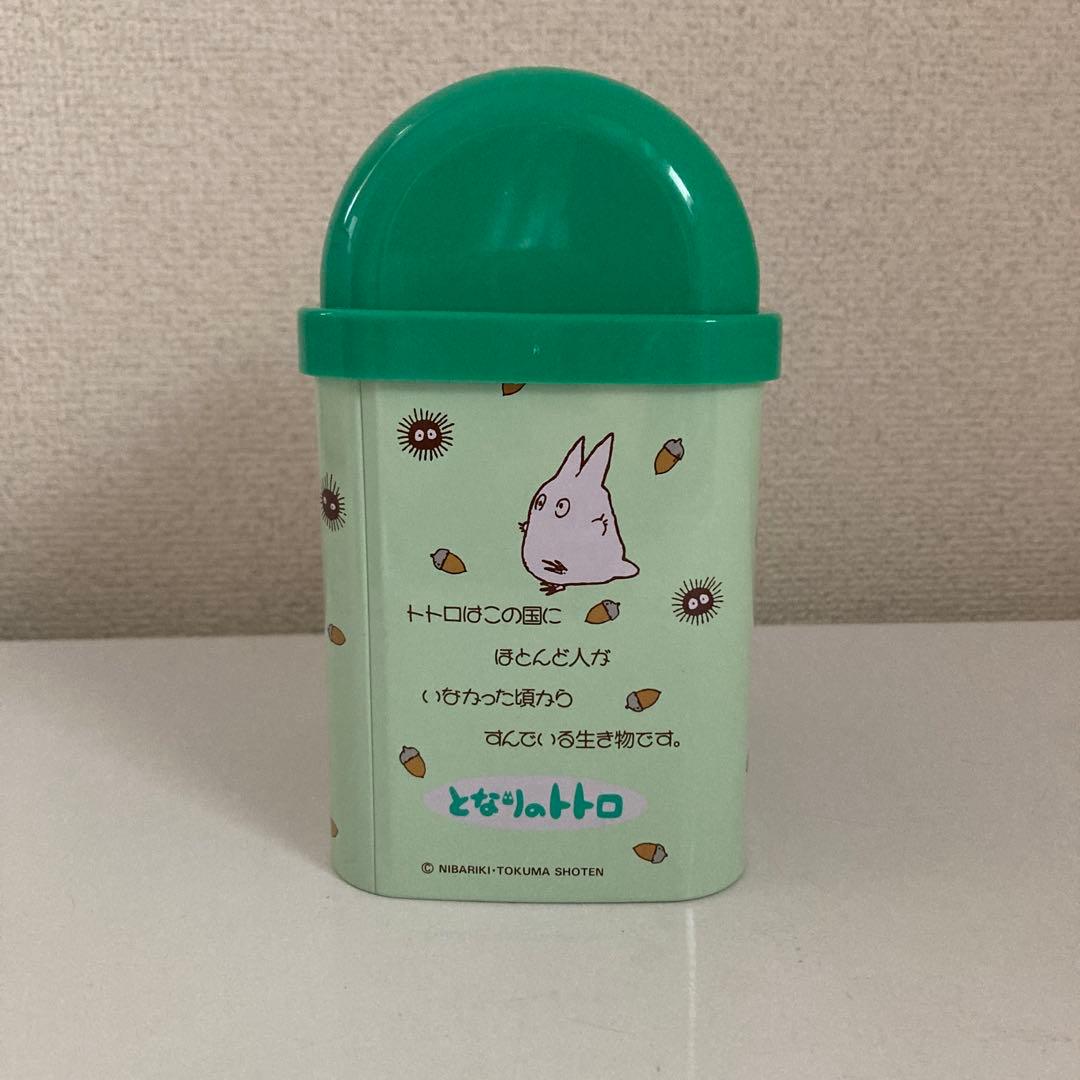 トトロはこの国に
ほとんど人が
いなかった頃から
すんでいる生き物です。
となりのトトロ
© NIBARIKI・TOKUMA SHOTEN